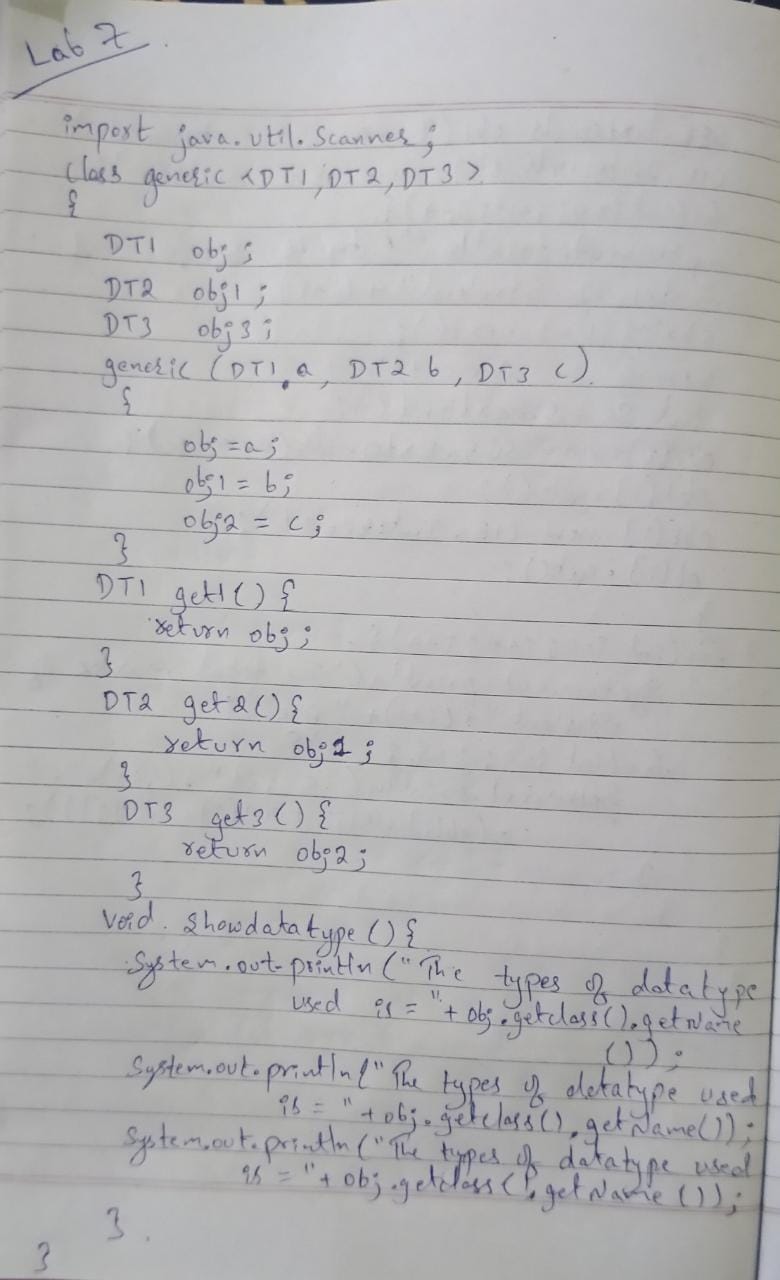 Lab 7
import java.util.Scanner;
Class generic <DT1, DT2, DT3>
{
DT1 obj;
DT2 obj1;
DT3 obj3;
generic (DT1 a, DT2 b, DT3 c)
{
obj = a;
obj1 = b;
obj2 = c;
}
DT1 get1() {
return obj;
}
DT2 get2() {
return obj1;
}
DT3 get3() {
return obj2;
}
Void Showdatatype () {
System.out.println ("The types of datatype
used is = "+ obj.getclass().getName
());
System.out.println ("The types of detatype used
is = "+ obj.getclass().getName());
System.out.println ("The types of datatype used
is = "+ obj.getclass().getName());
}
}